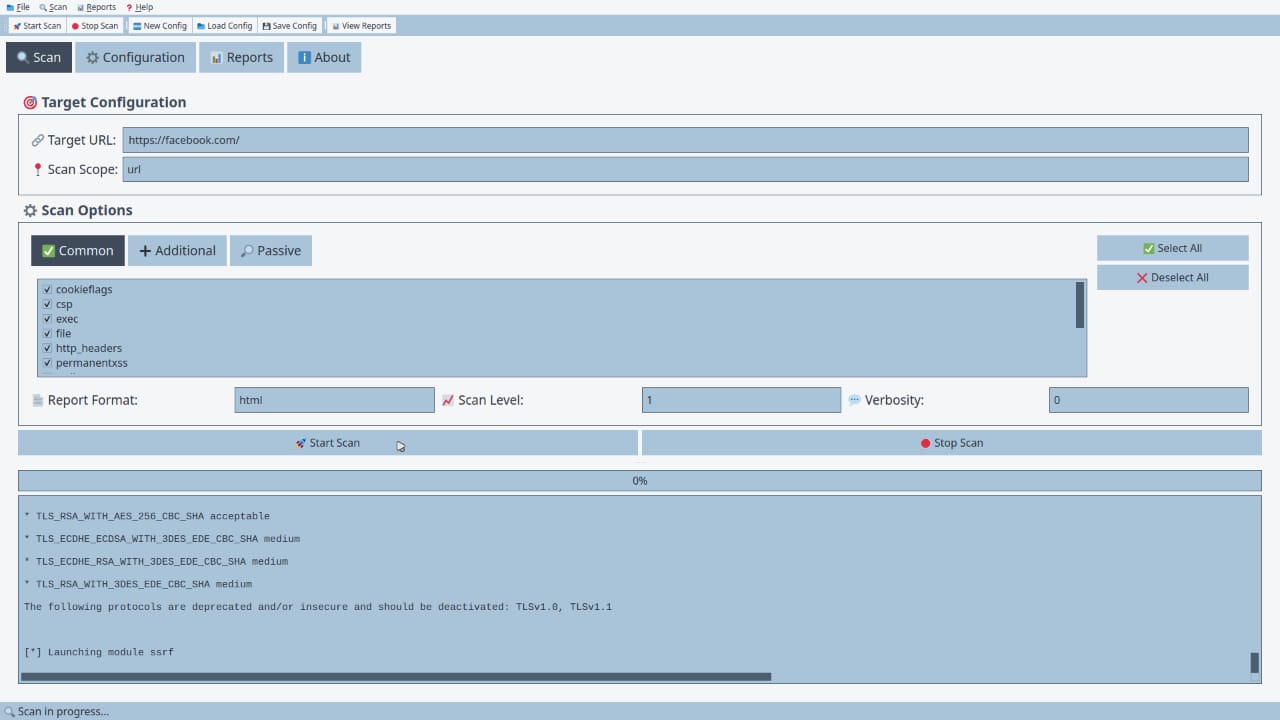 File Scan Reports Help
Start Scan Stop Scan New Config Load Config Save Config View Reports
Scan Configuration Reports About
Target Configuration
Target URL: https://facebook.com/
Scan Scope: url
Scan Options
Common Additional Passive
Select All
Deselect All
cookieflags
csp
exec
file
http_headers
permanentxss
Report Format: html Scan Level: 1 Verbosity: 0
Start Scan Stop Scan
0%
* TLS_RSA_WITH_AES_256_CBC_SHA acceptable
* TLS_ECDHE_ECDSA_WITH_3DES_EDE_CBC_SHA medium
* TLS_ECDHE_RSA_WITH_3DES_EDE_CBC_SHA medium
* TLS_RSA_WITH_3DES_EDE_CBC_SHA medium
The following protocols are deprecated and/or insecure and should be deactivated: TLSv1.0, TLSv1.1
[*] Launching module ssrf
Scan in progress...